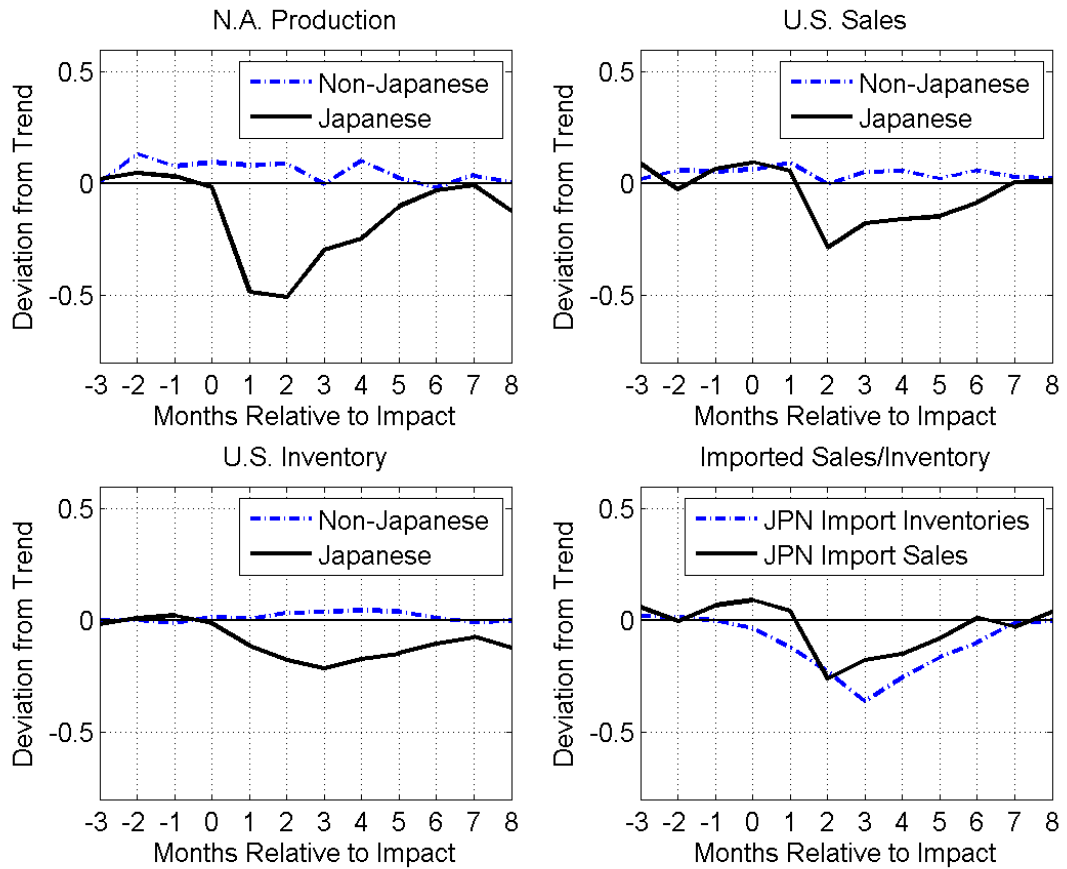 N.A. Production
Deviation from Trend
0.5
0
-0.5
Non-Japanese
Japanese
-3 -2 -1 0 1 2 3 4 5 6 7 8
Months Relative to Impact
U.S. Sales
Deviation from Trend
0.5
0
-0.5
Non-Japanese
Japanese
-3 -2 -1 0 1 2 3 4 5 6 7 8
Months Relative to Impact
U.S. Inventory
Deviation from Trend
0.5
0
-0.5
Non-Japanese
Japanese
-3 -2 -1 0 1 2 3 4 5 6 7 8
Months Relative to Impact
Imported Sales/Inventory
Deviation from Trend
0.5
0
-0.5
JPN Import Inventories
JPN Import Sales
-3 -2 -1 0 1 2 3 4 5 6 7 8
Months Relative to Impact